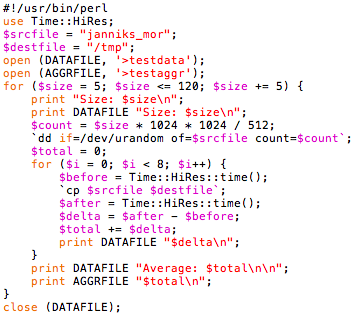 #!/usr/bin/perl
use Time::HiRes;
$srcfile = "janniks_mor";
$destfile = "/tmp";
open (DATAFILE, '>testdata');
open (AGGRFILE, '>testaggr');
for ($size = 5; $size <= 120; $size += 5) {
    print "Size: $size\n";
    print DATAFILE "Size: $size\n";
    $count = $size * 1024 * 1024 / 512;
    `dd if=/dev/urandom of=$srcfile count=$count`;
    $total = 0;
    for ($i = 0; $i < 8; $i++) {
        $before = Time::HiRes::time();
        `cp $srcfile $destfile`;
        $after = Time::HiRes::time();
        $delta = $after - $before;
        $total += $delta;
        print DATAFILE "$delta\n";
    }
    print DATAFILE "Average: $total\n\n";
    print AGGRFILE "$total\n";
}
close (DATAFILE);